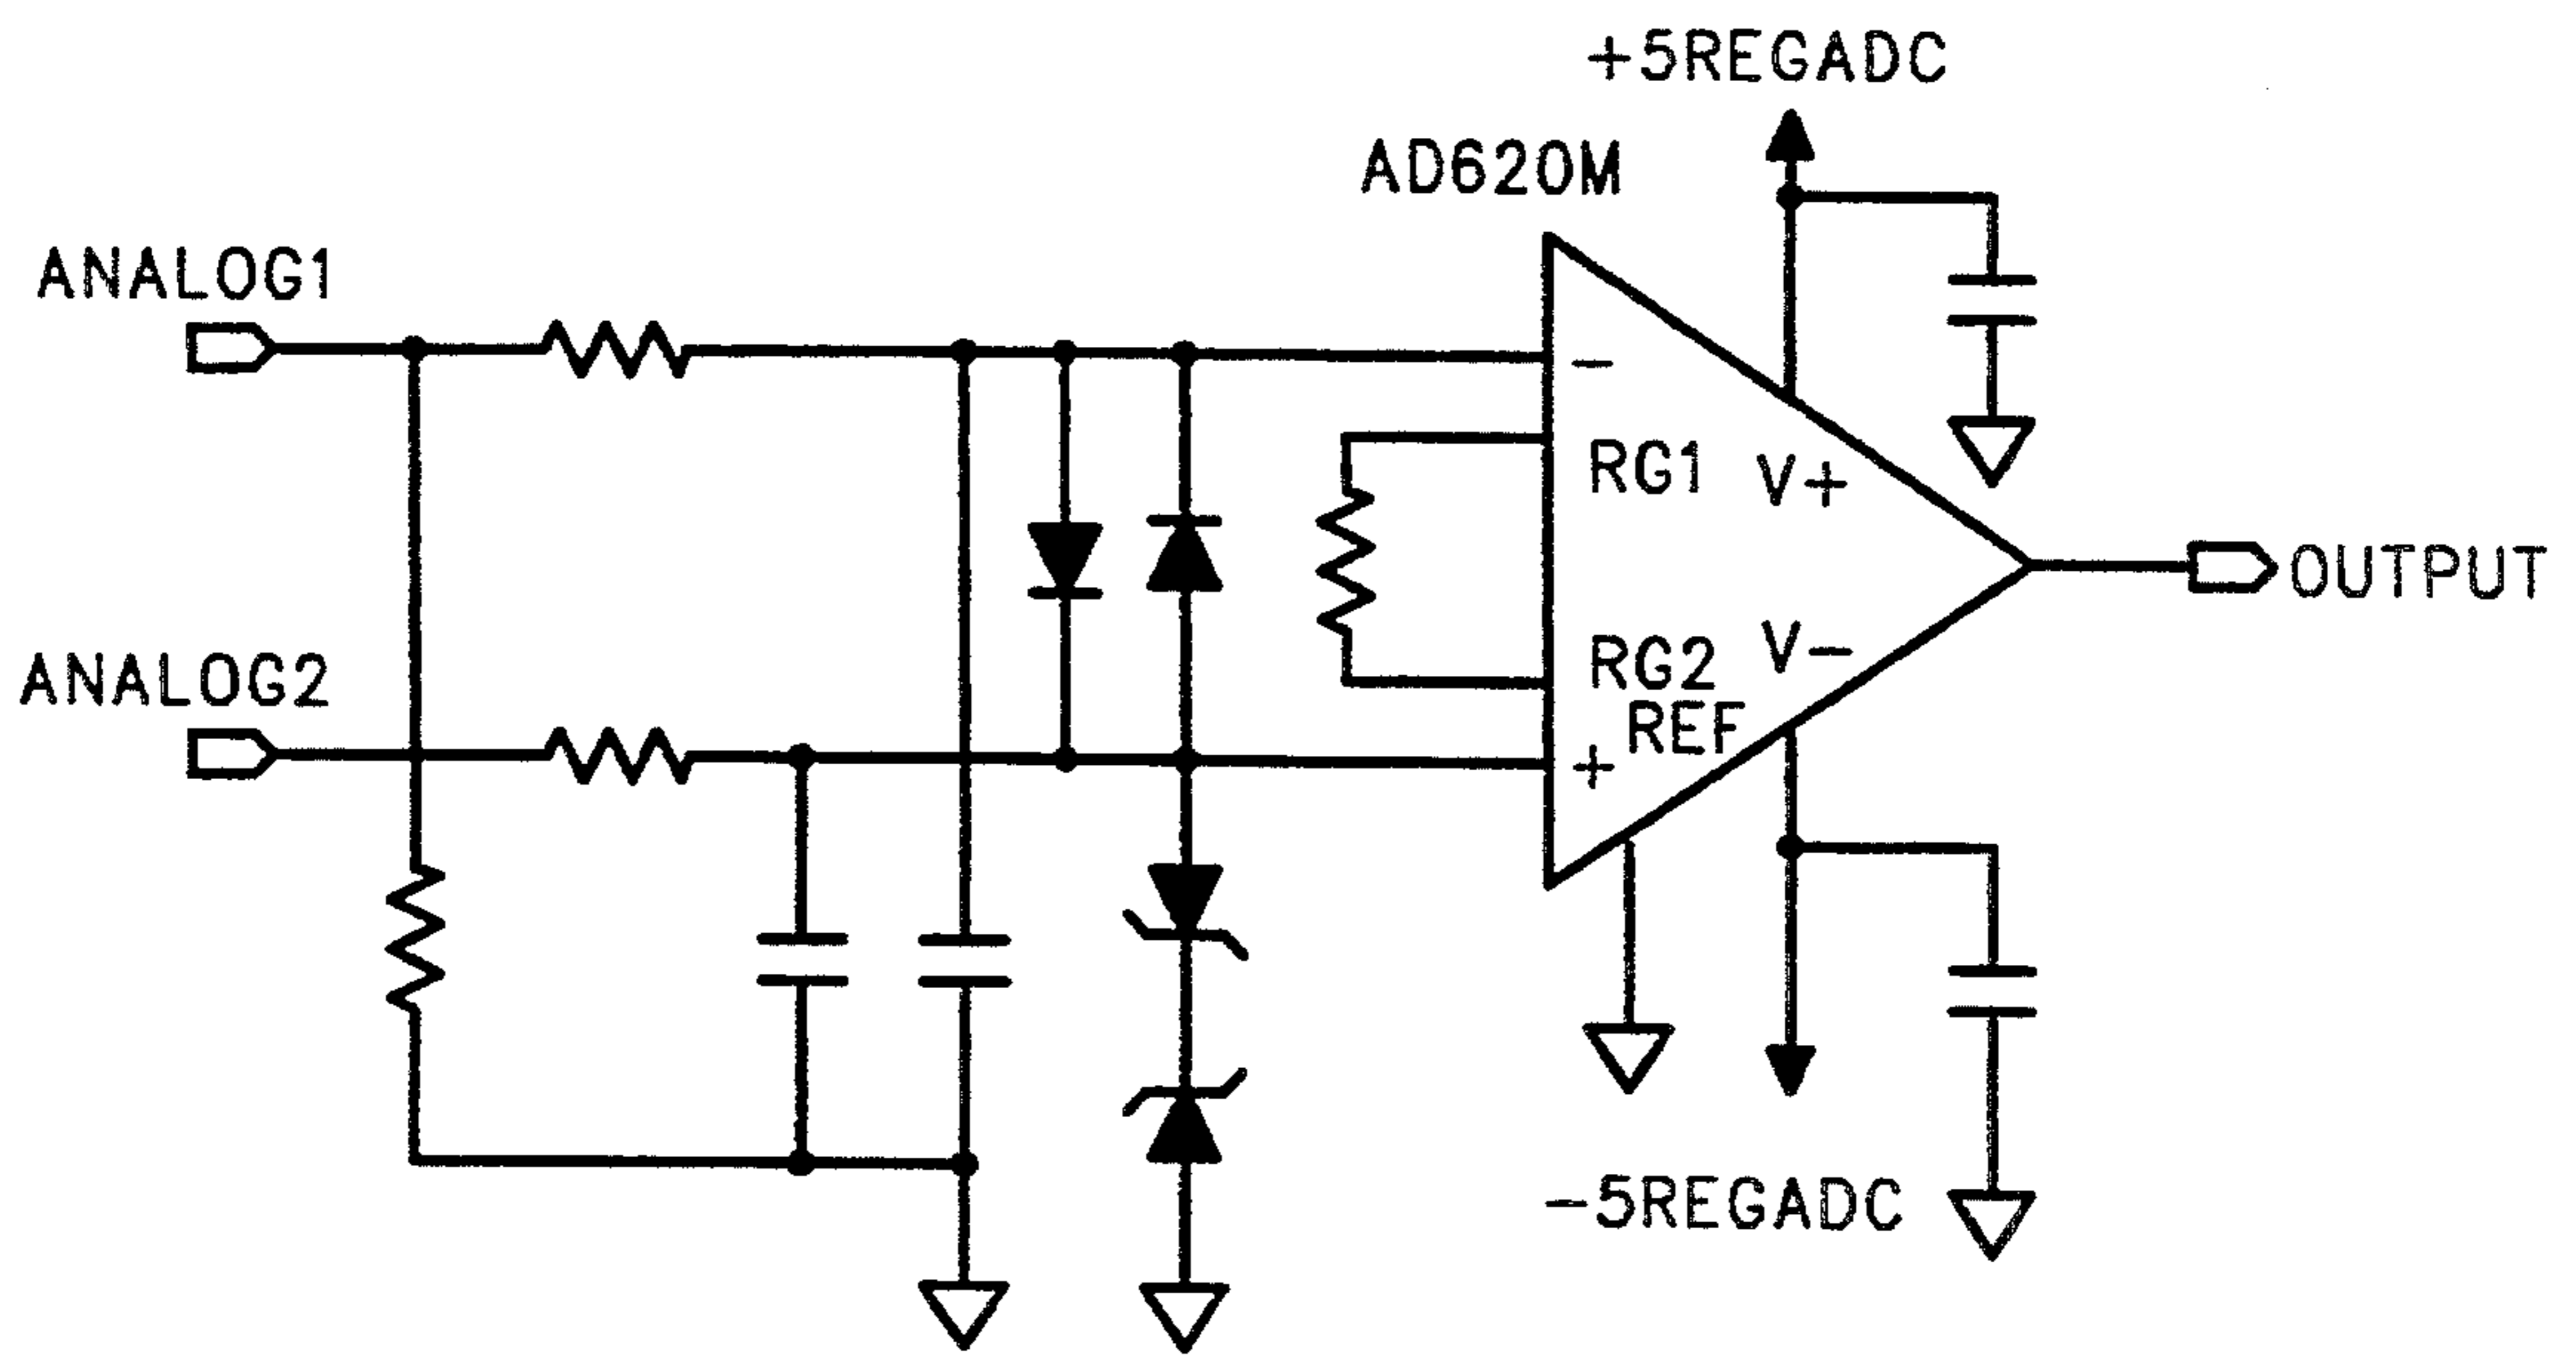 +5REGADC
AD620M
ANALOG1
-
RG1
V+
OUTPUT
ANALOG2
RG2
V-
REF
+
-5REGADC